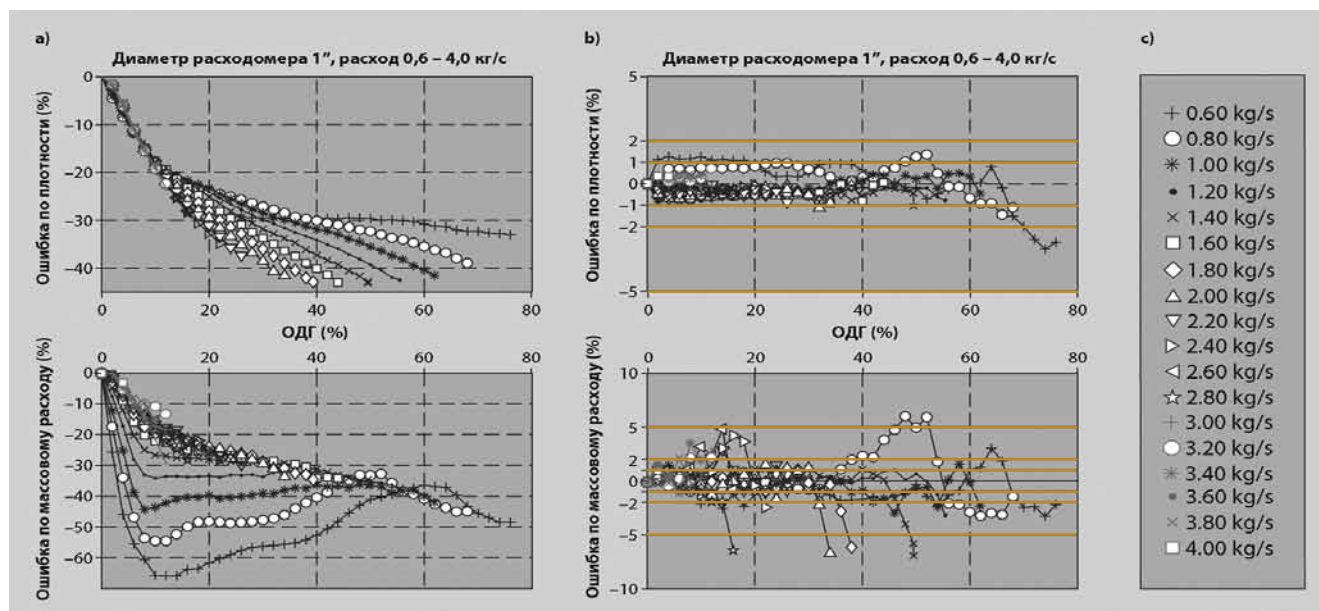 a)
Диаметр расходомера 1”, расход 0,6 – 4,0 кг/с
Ошибка по плотности (%)
0
–10
–20
–30
–40
0
20
40
60
80
ОДГ (%)
Ошибка по массовому расходу (%)
0
20
40
60
80
0
–10
–20
–30
–40
–50
–60
b)
Диаметр расходомера 1”, расход 0,6 – 4,0 кг/с
Ошибка по плотности (%)
5
2
1
0
–1
–2
–5
0
20
40
60
80
ОДГ (%)
Ошибка по массовому расходу (%)
0
20
40
60
80
10
5
2
1
0
–1
–2
–5
–10
c)
0.60 kg/s
0.80 kg/s
1.00 kg/s
1.20 kg/s
1.40 kg/s
1.60 kg/s
1.80 kg/s
2.00 kg/s
2.20 kg/s
2.40 kg/s
2.60 kg/s
2.80 kg/s
3.00 kg/s
3.20 kg/s
3.40 kg/s
3.60 kg/s
3.80 kg/s
4.00 kg/s